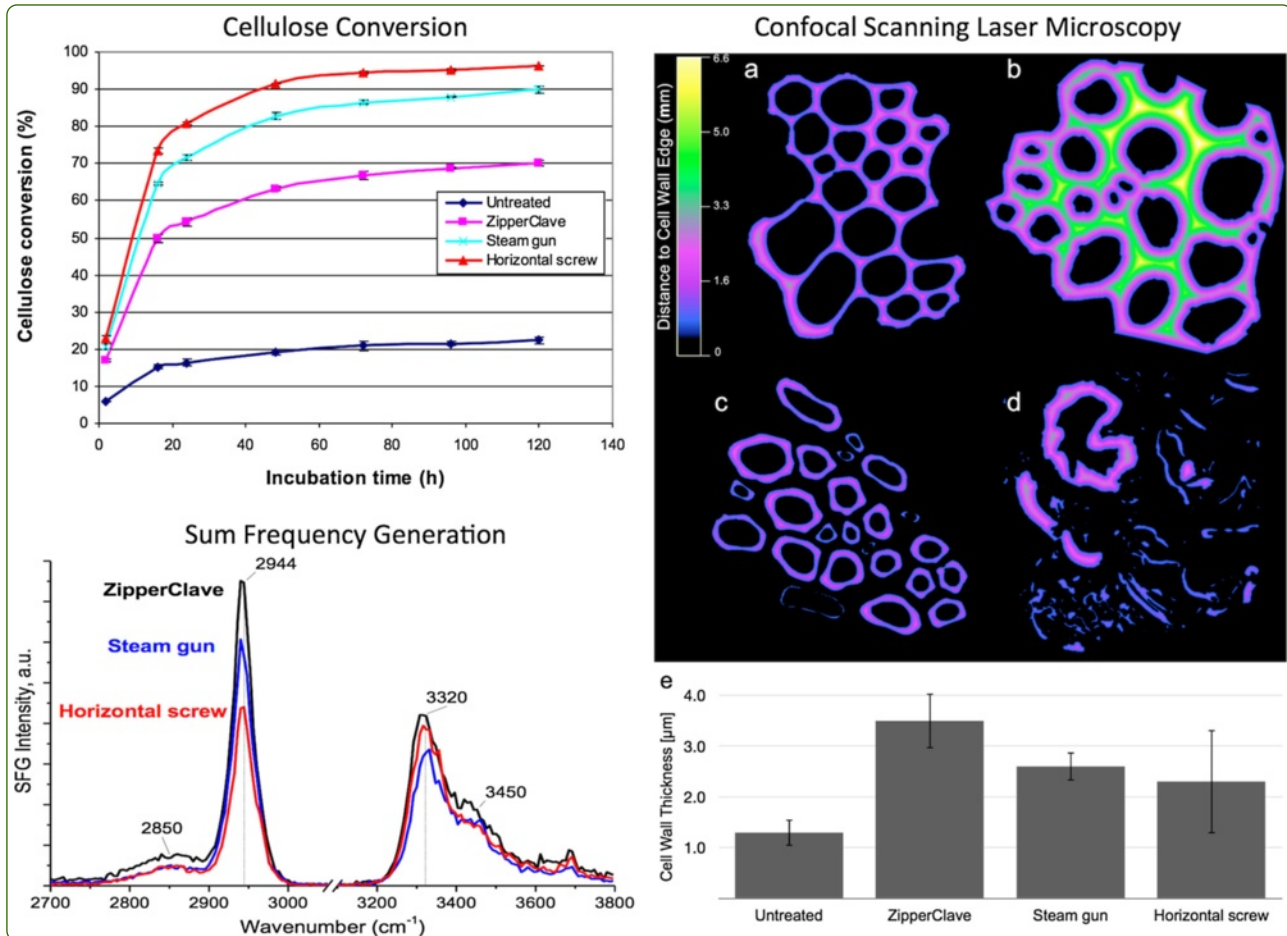 Cellulose Conversion
Cellulose conversion (%)
100
90
80
70
60
50
40
30
20
10
0
0 20 40 60 80 100 120 140
Incubation time (h)
Untreated
ZipperClave
Steam gun
Horizontal screw
Sum Frequency Generation
SFG Intensity, a.u.
ZipperClave
Steam gun
Horizontal screw
2944
3320
3450
2850
2700 2800 2900 3000 3200 3400 3600 3800
Wavenumber (cm-1)
Confocal Scanning Laser Microscopy
Distance to Cell Wall Edge (mm)
6.6
5.0
3.3
1.6
0
a
b
c
d
e
Cell Wall Thickness [µm]
4.0
3.0
2.0
1.0
Untreated ZipperClave Steam gun Horizontal screw